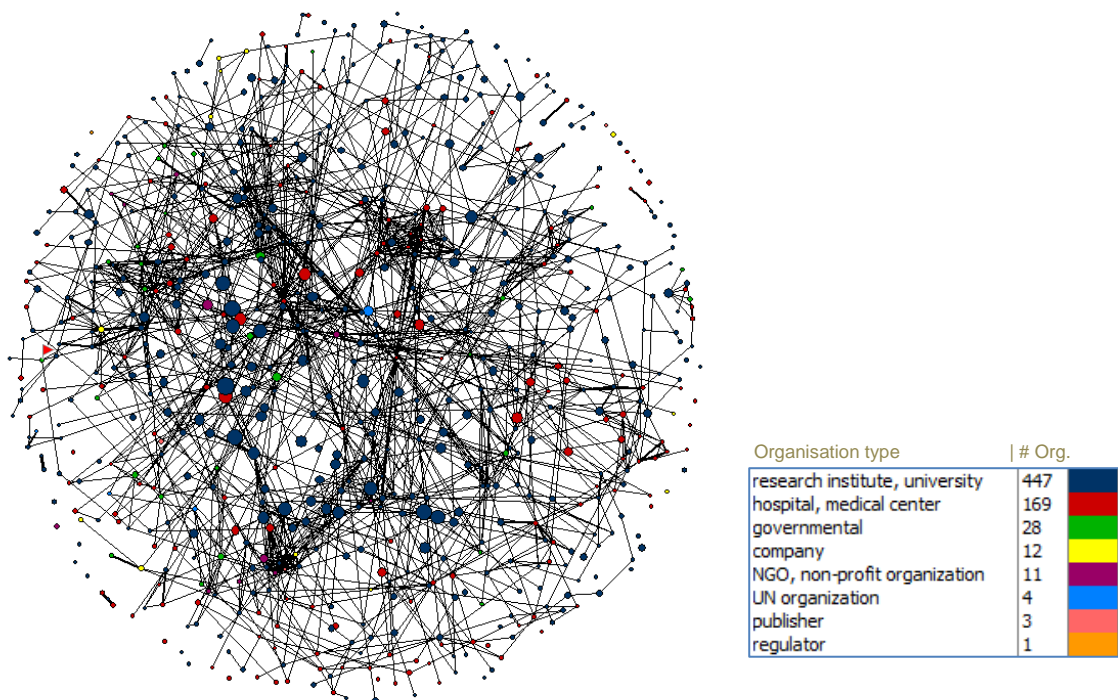 Organisation type | # Org.
research institute, university 447
hospital, medical center 169
governmental 28
company 12
NGO, non-profit organization 11
UN organization 4
publisher 3
regulator 1